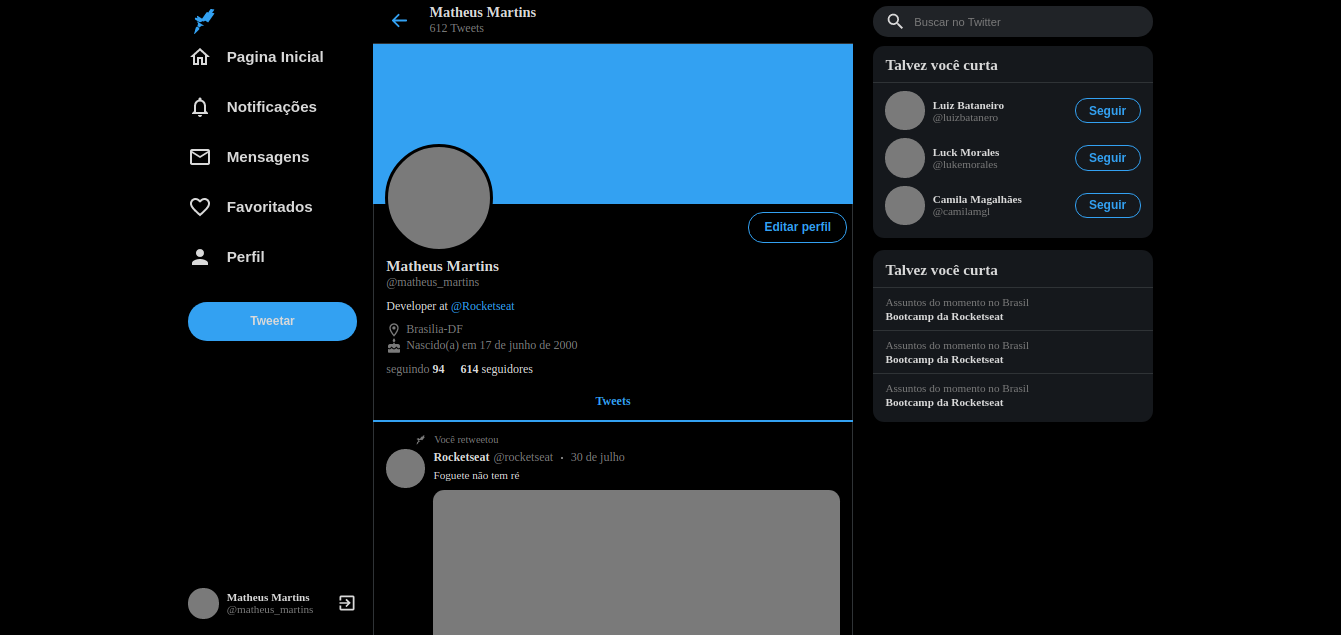 Pagina Inicial
Notificações
Mensagens
Favoritados
Perfil
Tweetar
Matheus Martins
@matheus_martins
Matheus Martins
612 Tweets
Editar perfil
Matheus Martins
@matheus_martins
Developer at @Rocketseat
Brasilia-DF
Nascido(a) em 17 de junho de 2000
seguindo 94 614 seguidores
Tweets
Você retweetou
Rocketseat @rocketseat · 30 de julho
Foguete não tem ré
Buscar no Twitter
Talvez você curta
Luiz Bataneiro
@luizbatanero
Seguir
Luck Morales
@lukemorales
Seguir
Camila Magalhães
@camilamgl
Seguir
Talvez você curta
Assuntos do momento no Brasil
Bootcamp da Rocketseat
Assuntos do momento no Brasil
Bootcamp da Rocketseat
Assuntos do momento no Brasil
Bootcamp da Rocketseat